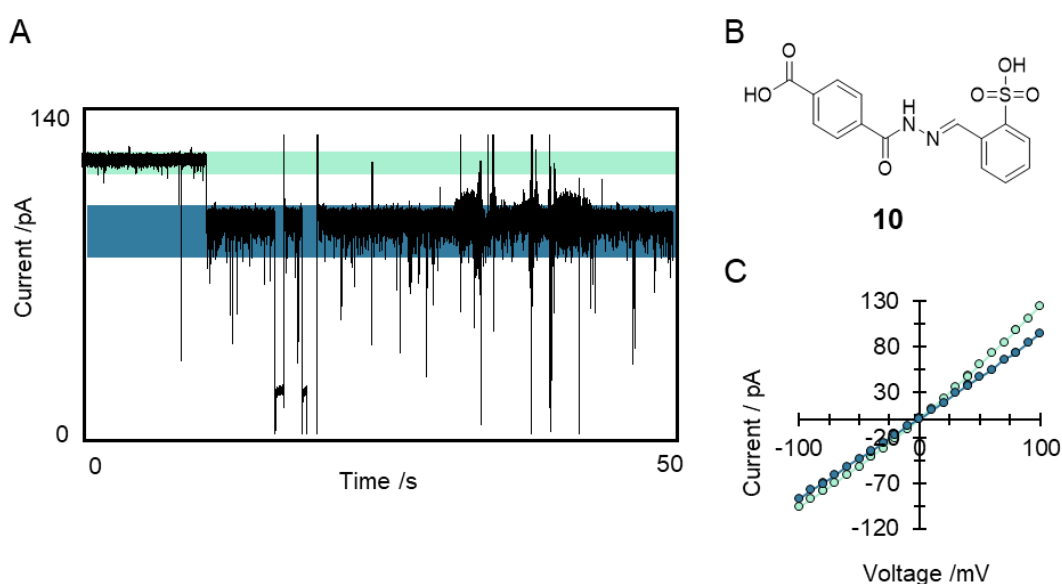 A
140
Current /pA
0
0
50
Time /s
B
O
HO
H
N
N
O
OH
O
S
O
10
C
130
80
30
-20
-70
-120
-100
0
100
Current / pA
Voltage /mV